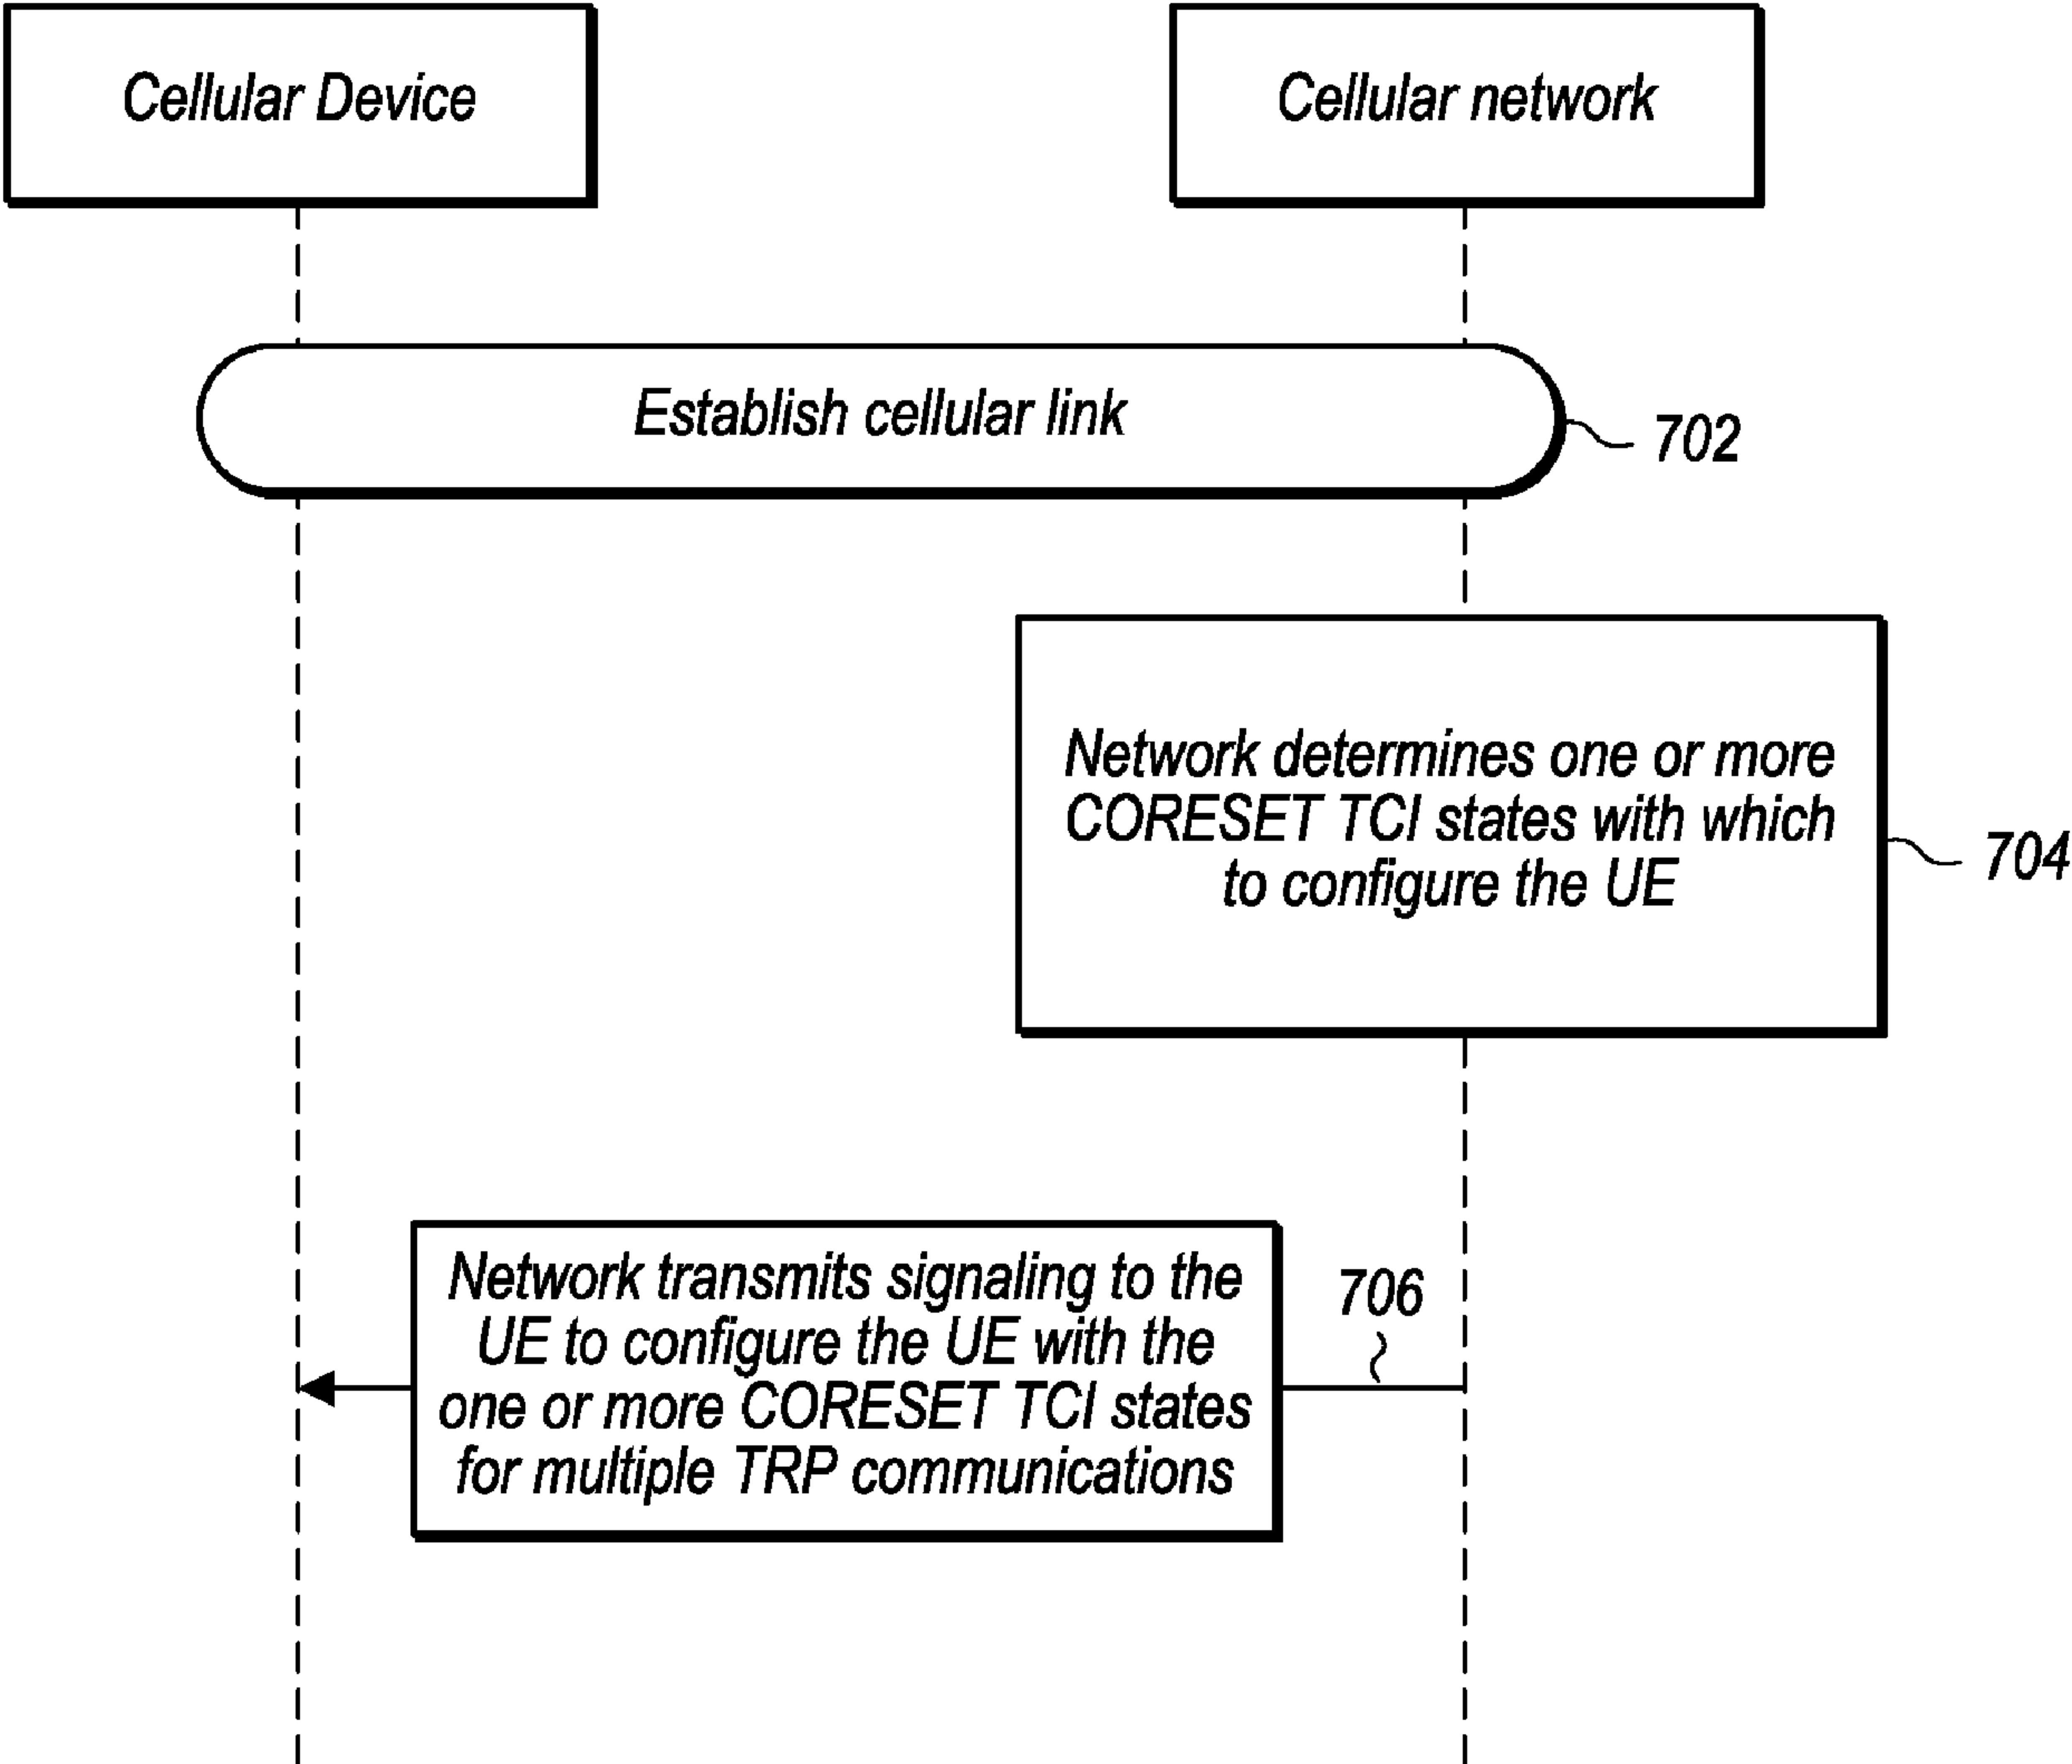 Cellular Device
Cellular network
Establish cellular link
702
Network determines one or more
CORESET TCI states with which
to configure the UE
704
Network transmits signaling to the
UE to configure the UE with the
one or more CORESET TCI states
for multiple TRP communications
706